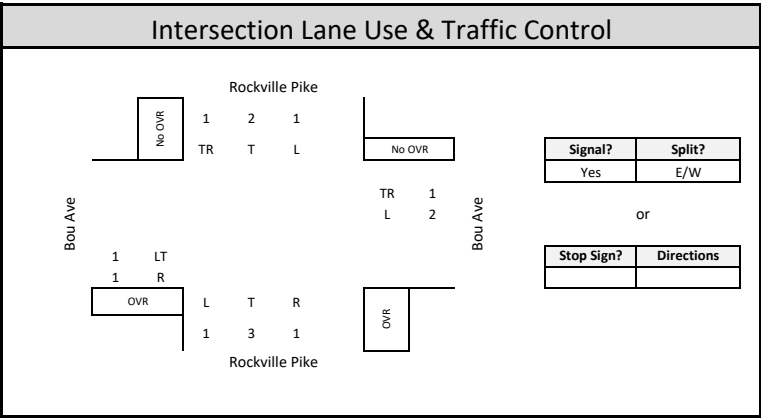 Intersection Lane Use & Traffic Control
Rockville Pike
No OVR
1 2 1
TR T L
No OVR
Signal? Split?
Yes E/W
TR 1
L 2
Bou Ave
Bou Ave
or
1 LT
1 R
Stop Sign? Directions
OVR
L T R
OVR
1 3 1
Rockville Pike